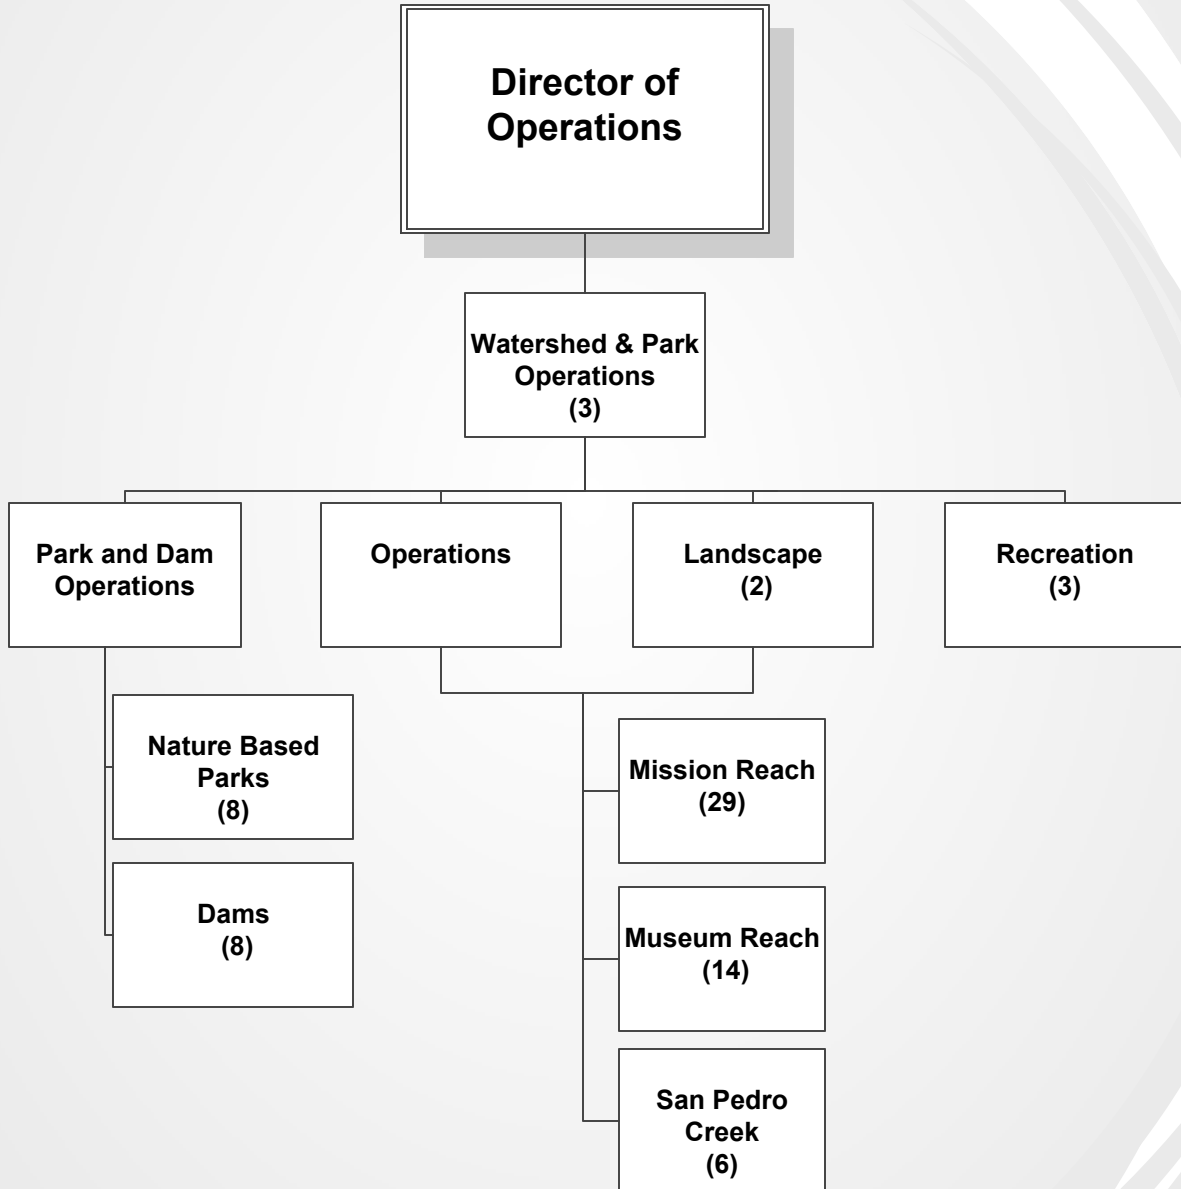 Director of
Operations
Watershed & Park
Operations
(3)
Park and Dam
Operations
Operations
Landscape
(2)
Recreation
(3)
Nature Based
Parks
(8)
Dams
(8)
Mission Reach
(29)
Museum Reach
(14)
San Pedro
Creek
(6)